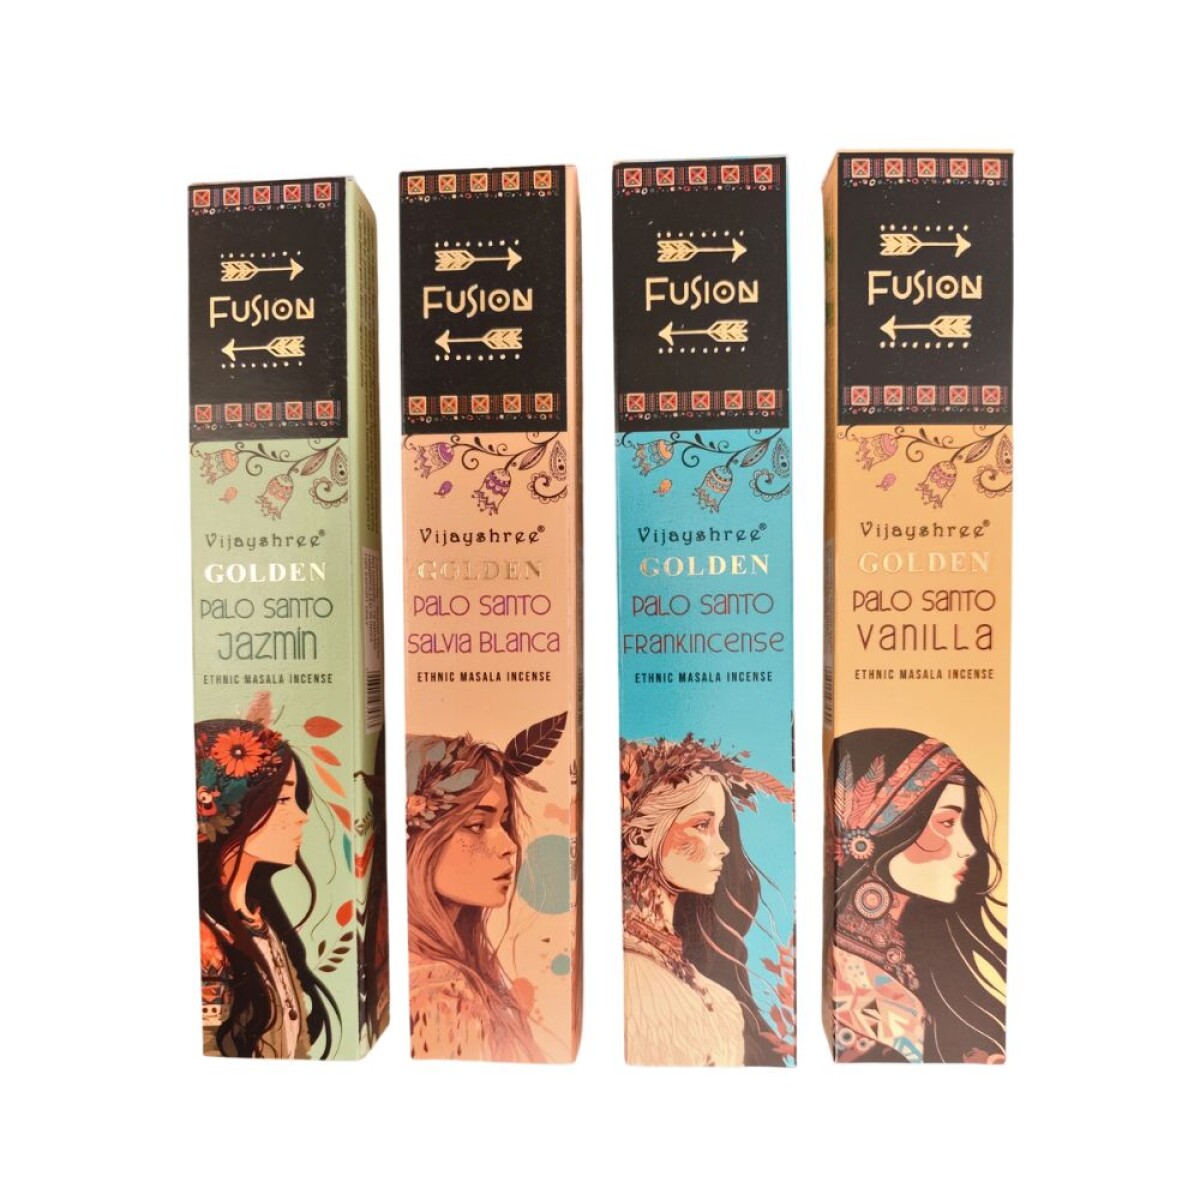 FUSION
Vijayshree®
GOLDEN
PALO SANTO
JAZMÍN
ETHNIC MASALA INCENSE
FUSION
Vijayshree®
GOLDEN
PALO SANTO
SALVIA BLANCA
ETHNIC MASALA INCENSE
FUSION
Vijayshree®
GOLDEN
PALO SANTO
FRANKINCENSE
ETHNIC MASALA INCENSE
FUSION
Vijayshree®
GOLDEN
PALO SANTO
VANILLA
ETHNIC MASALA INCENSE